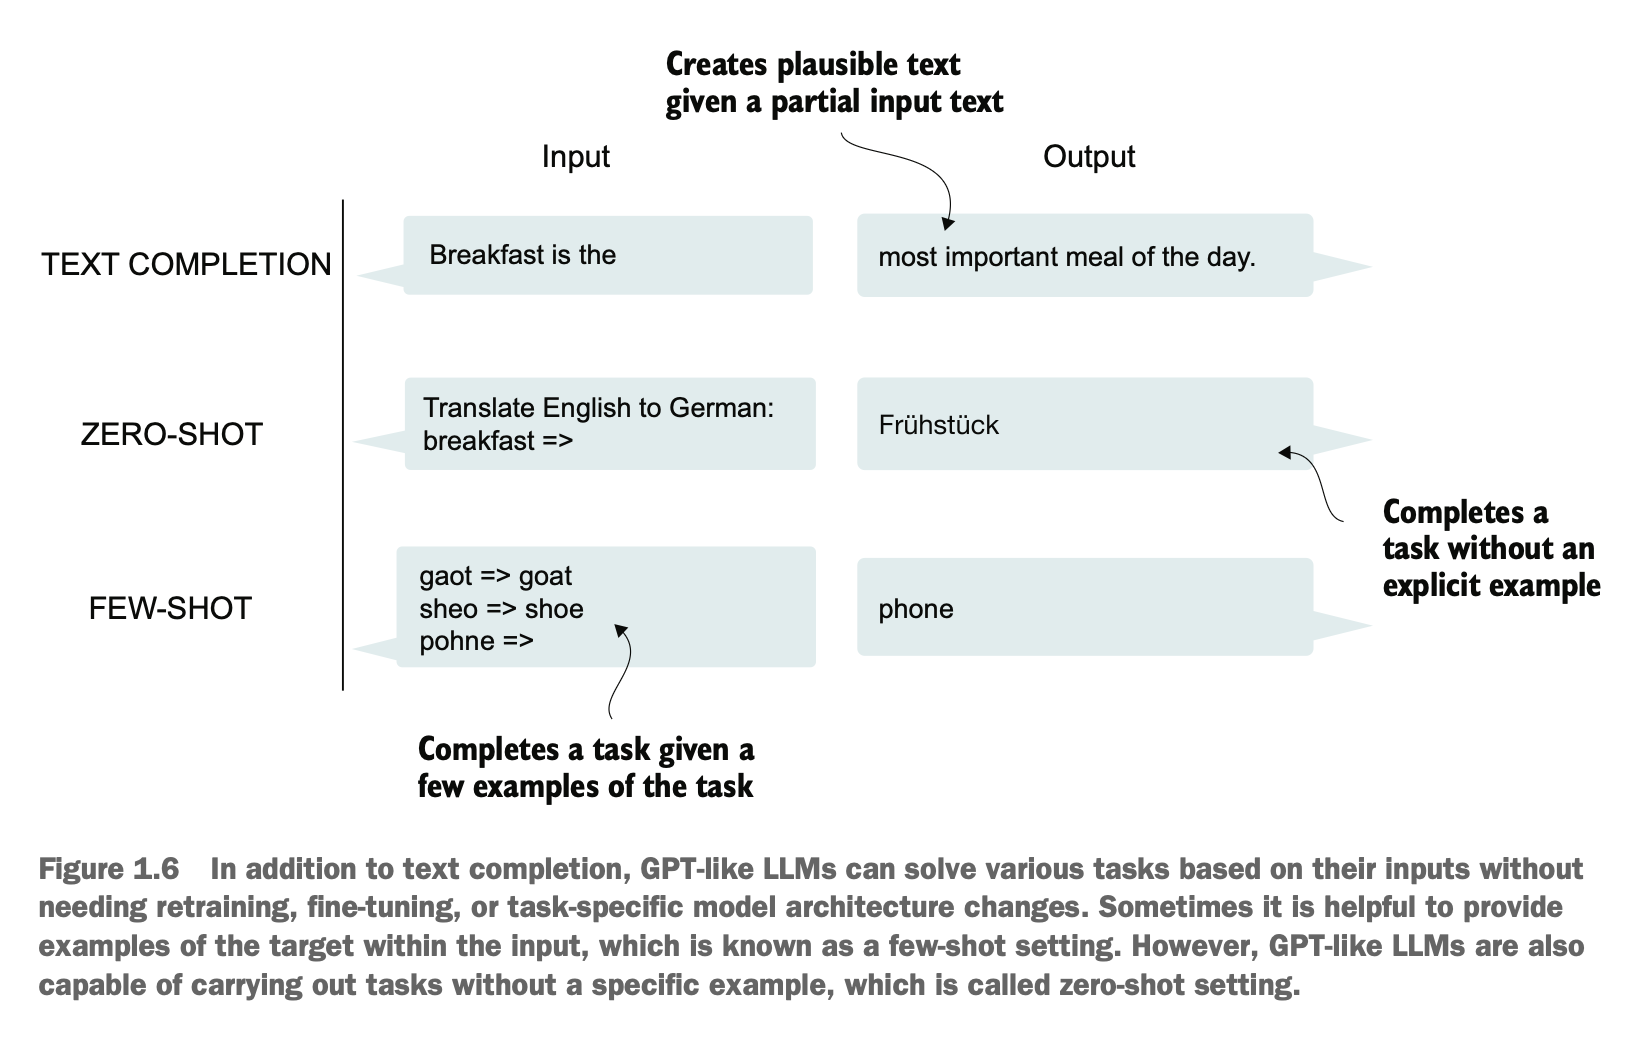 Creates plausible text
given a partial input text
Input
Output
TEXT COMPLETION
Breakfast is the
most important meal of the day.
ZERO-SHOT
Translate English to German:
breakfast =>
Frühstück
Completes a
task without an
explicit example
FEW-SHOT
gaot => goat
sheo => shoe
pohne =>
phone
Completes a task given a
few examples of the task
Figure 1.6 In addition to text completion, GPT-like LLMs can solve various tasks based on their inputs without
needing retraining, fine-tuning, or task-specific model architecture changes. Sometimes it is helpful to provide
examples of the target within the input, which is known as a few-shot setting. However, GPT-like LLMs are also
capable of carrying out tasks without a specific example, which is called zero-shot setting.